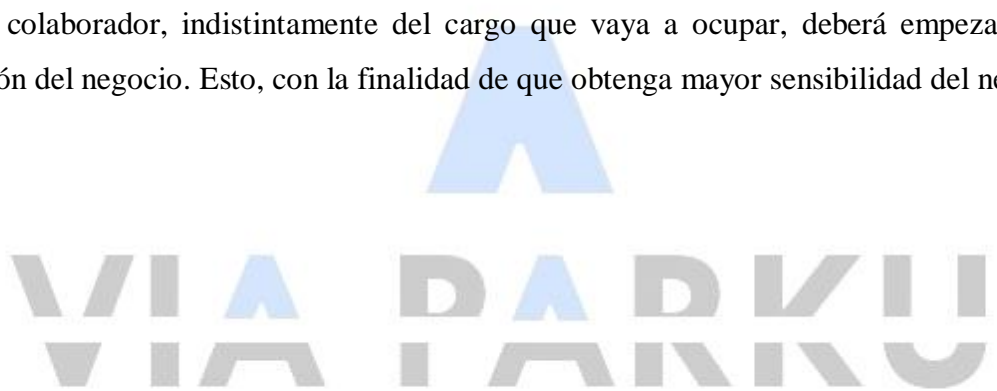 colaborador, indistintamente del cargo que vaya a ocupar, deberá empeza
ón del negocio. Esto, con la finalidad de que obtenga mayor sensibilidad del ne
A
VIA PARKU